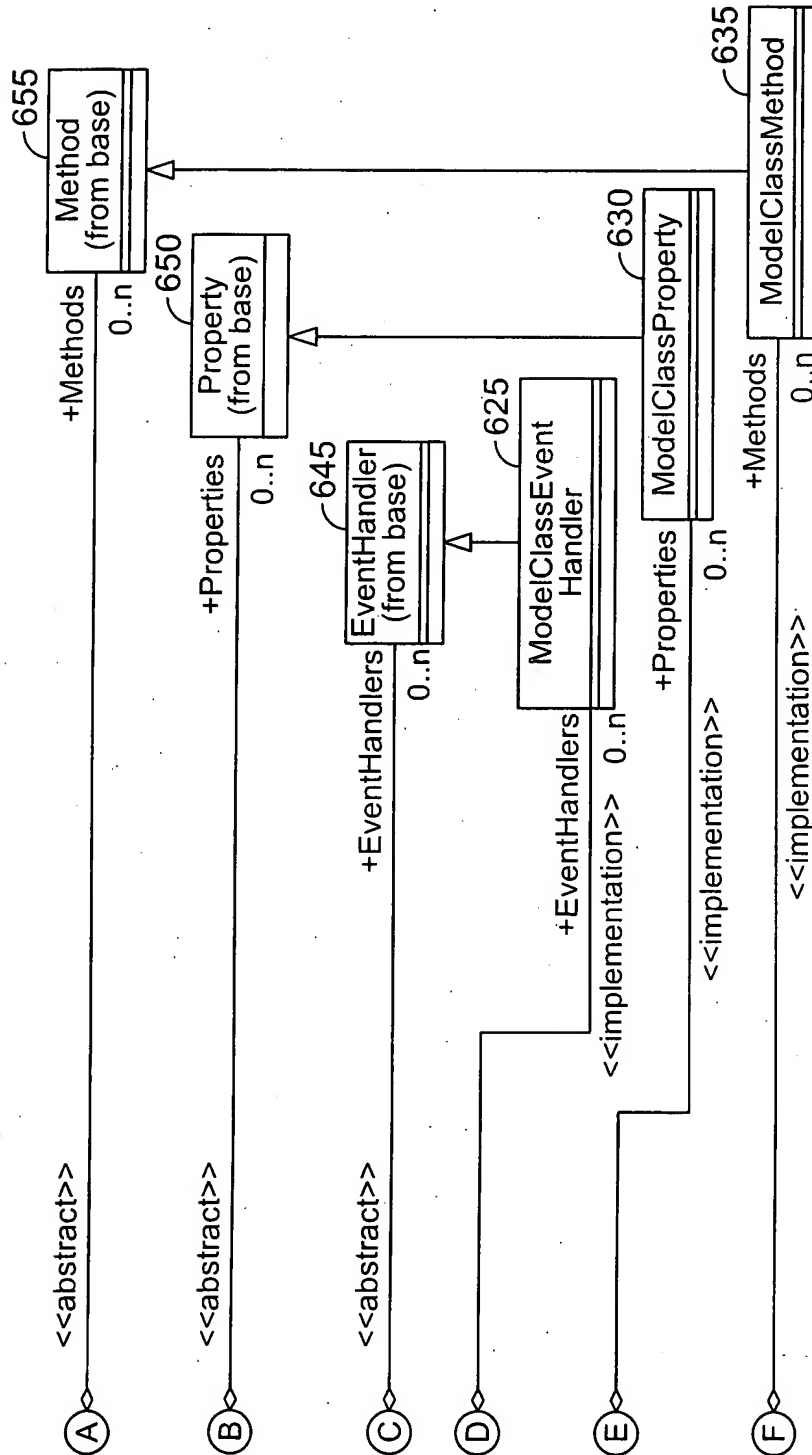 655
Method
(from base)
+Methods
0..n
<<abstract>>
A
650
Property
(from base)
+Properties
0..n
<<abstract>>
B
645
EventHandler
(from base)
+EventHandlers
0..n
<<abstract>>
C
625
ModelClassEvent
Handler
+EventHandlers
0..n
<<implementation>>
D
630
ModelClassProperty
+Properties
0..n
<<implementation>>
E
635
ModelClassMethod
+Methods
0..n
<<implementation>>
F